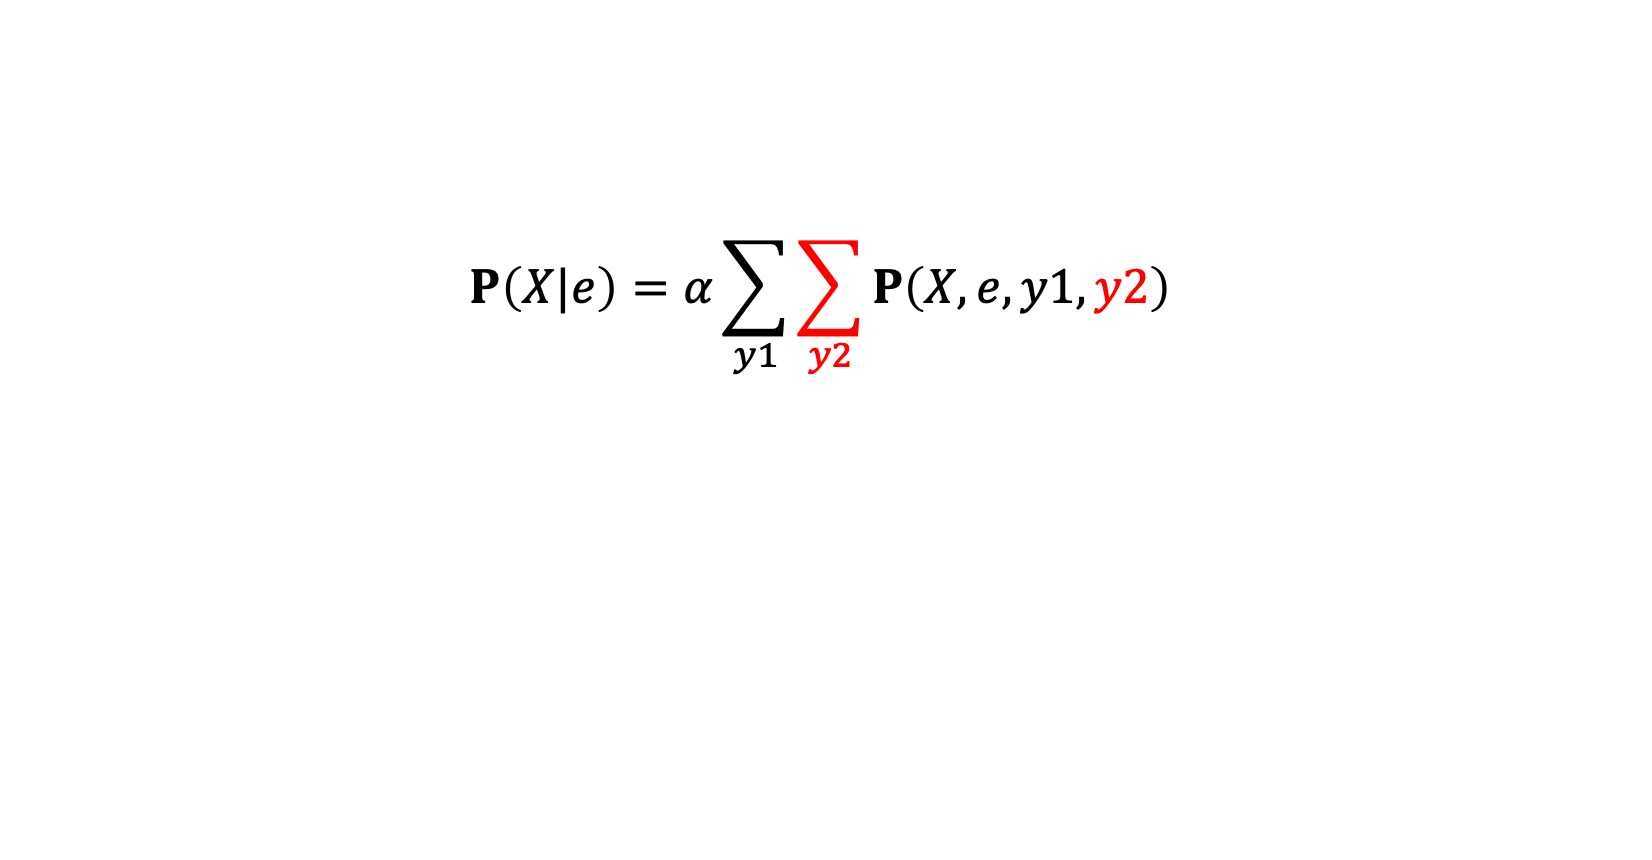 P(X|e) = α∑∑ P(X, e, y1, y2)
y1 y2